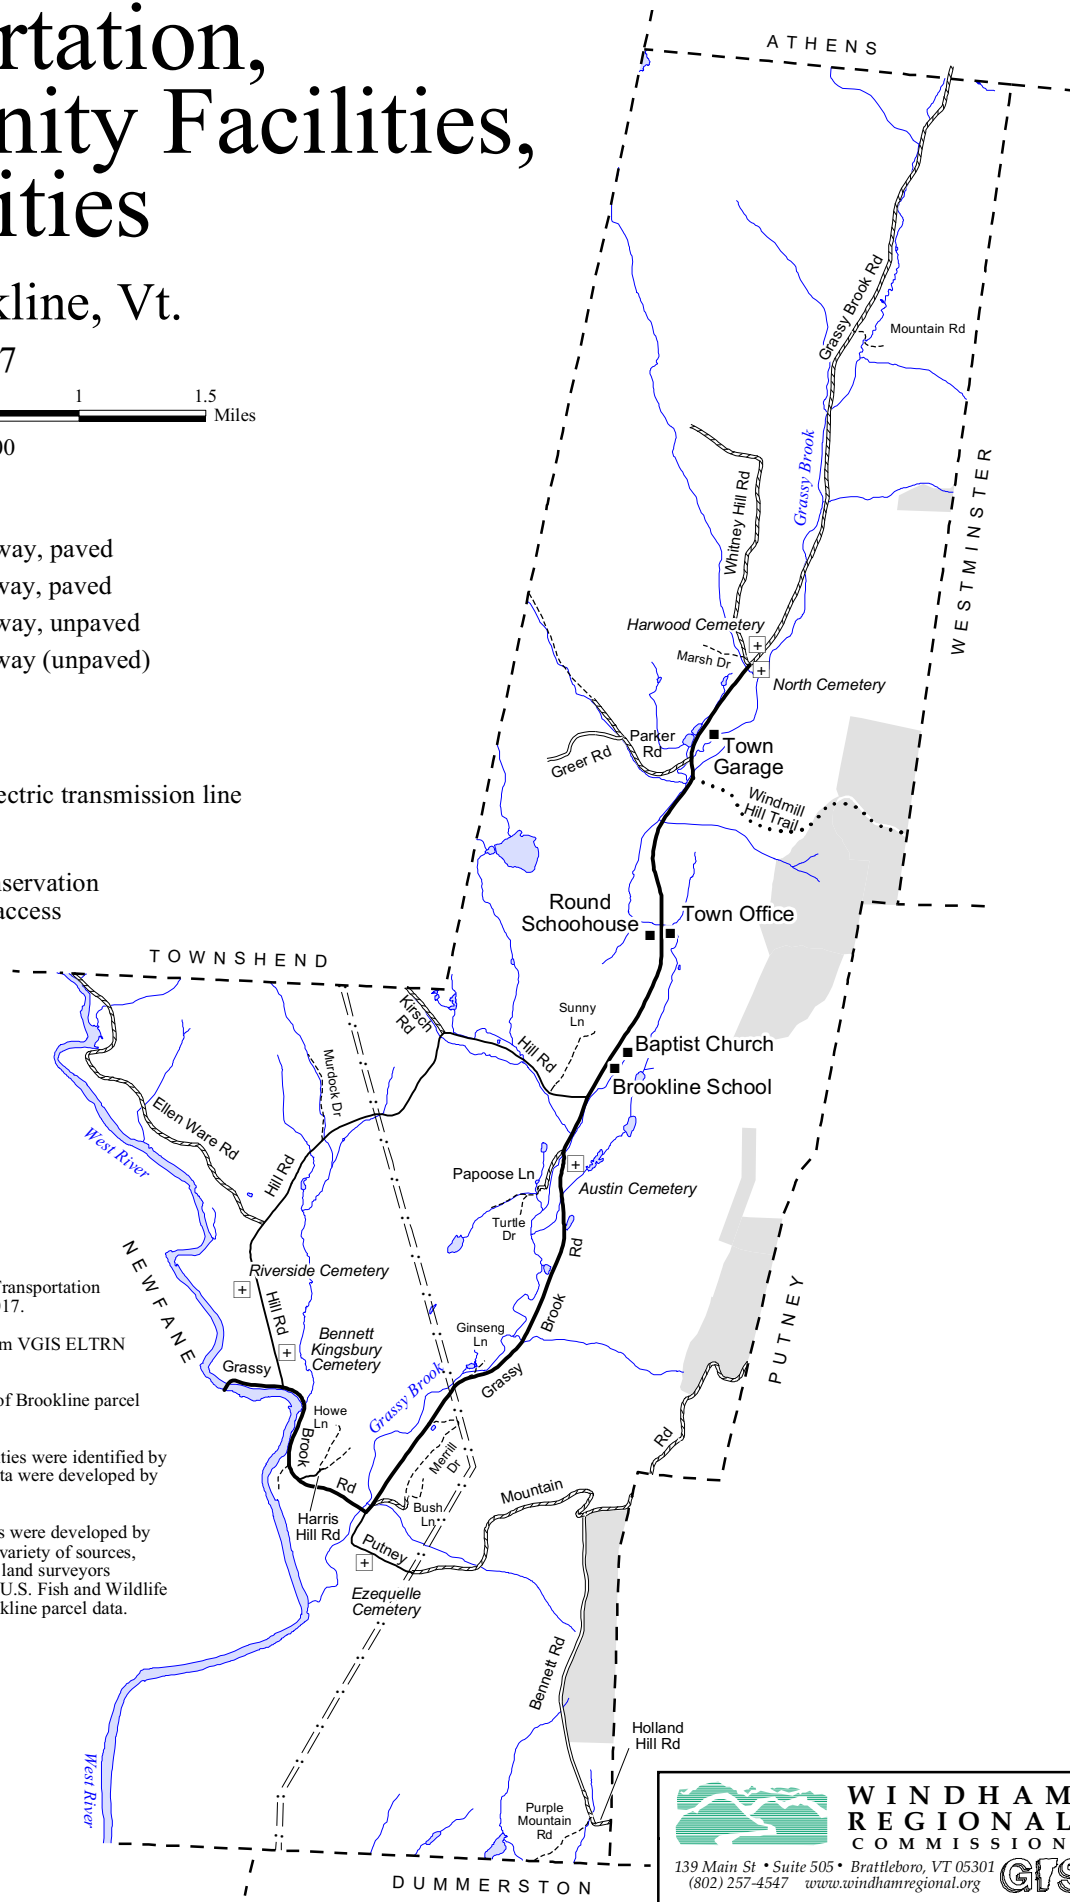 rtation,
nity Facilities,
ities
kline, Vt.
7
1 1.5
Miles
00
way, paved
way, paved
way, unpaved
way (unpaved)
ectric transmission line
nservation
access
ATHENS
Grassy Brook Rd
Mountain Rd
Grassy Brook
WESTMINSTER
Whitney Hill Rd
Harwood Cemetery
Marsh Dr
North Cemetery
Parker
Rd
Greer Rd
Town
Garage
Windmill
Hill Trail
Round
Schoohouse
Town Office
TOWNSHEND
Kirsch
Rd
Sunny
Ln
Hill Rd
Baptist Church
Brookline School
Murdock Dr
Ellen Ware Rd
West River
Hill Rd
Papoose Ln
Austin Cemetery
Turtle
Dr
Rd
Brook
Grassy
NEWFANE
Riverside Cemetery
Hill Rd
Bennett
Kingsbury
Cemetery
Ginseng
Ln
Grassy Brook
PUTNEY
Grassy
Brook
Rd
Howe
Ln
Merrill
Dr
Rd
Mountain
Harris
Hill Rd
Bush
Ln
Putney
Ezequelle
Cemetery
Bennett Rd
Holland
Hill Rd
Purple
Mountain
Rd
West River
DUMMERSTON
Transportation
017.
m VGIS ELTRN
of Brookline parcel
ties were identified by
ta were developed by
s were developed by
variety of sources,
land surveyors
U.S. Fish and Wildlife
kline parcel data.
WINDHAM
REGIONAL
COMMISSION
139 Main St • Suite 505 • Brattleboro, VT 05301
(802) 257-4547 www.windhamregional.org
GIS